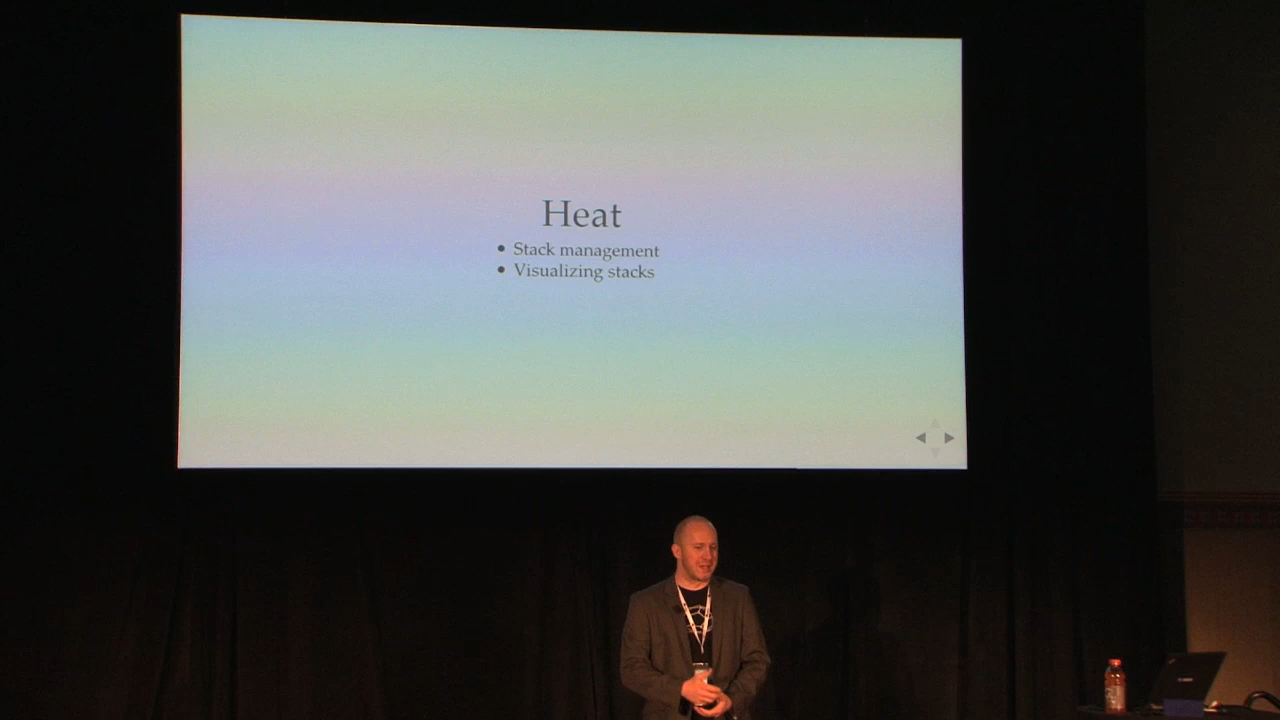 Heat
• Stack management
• Visualizing stacks